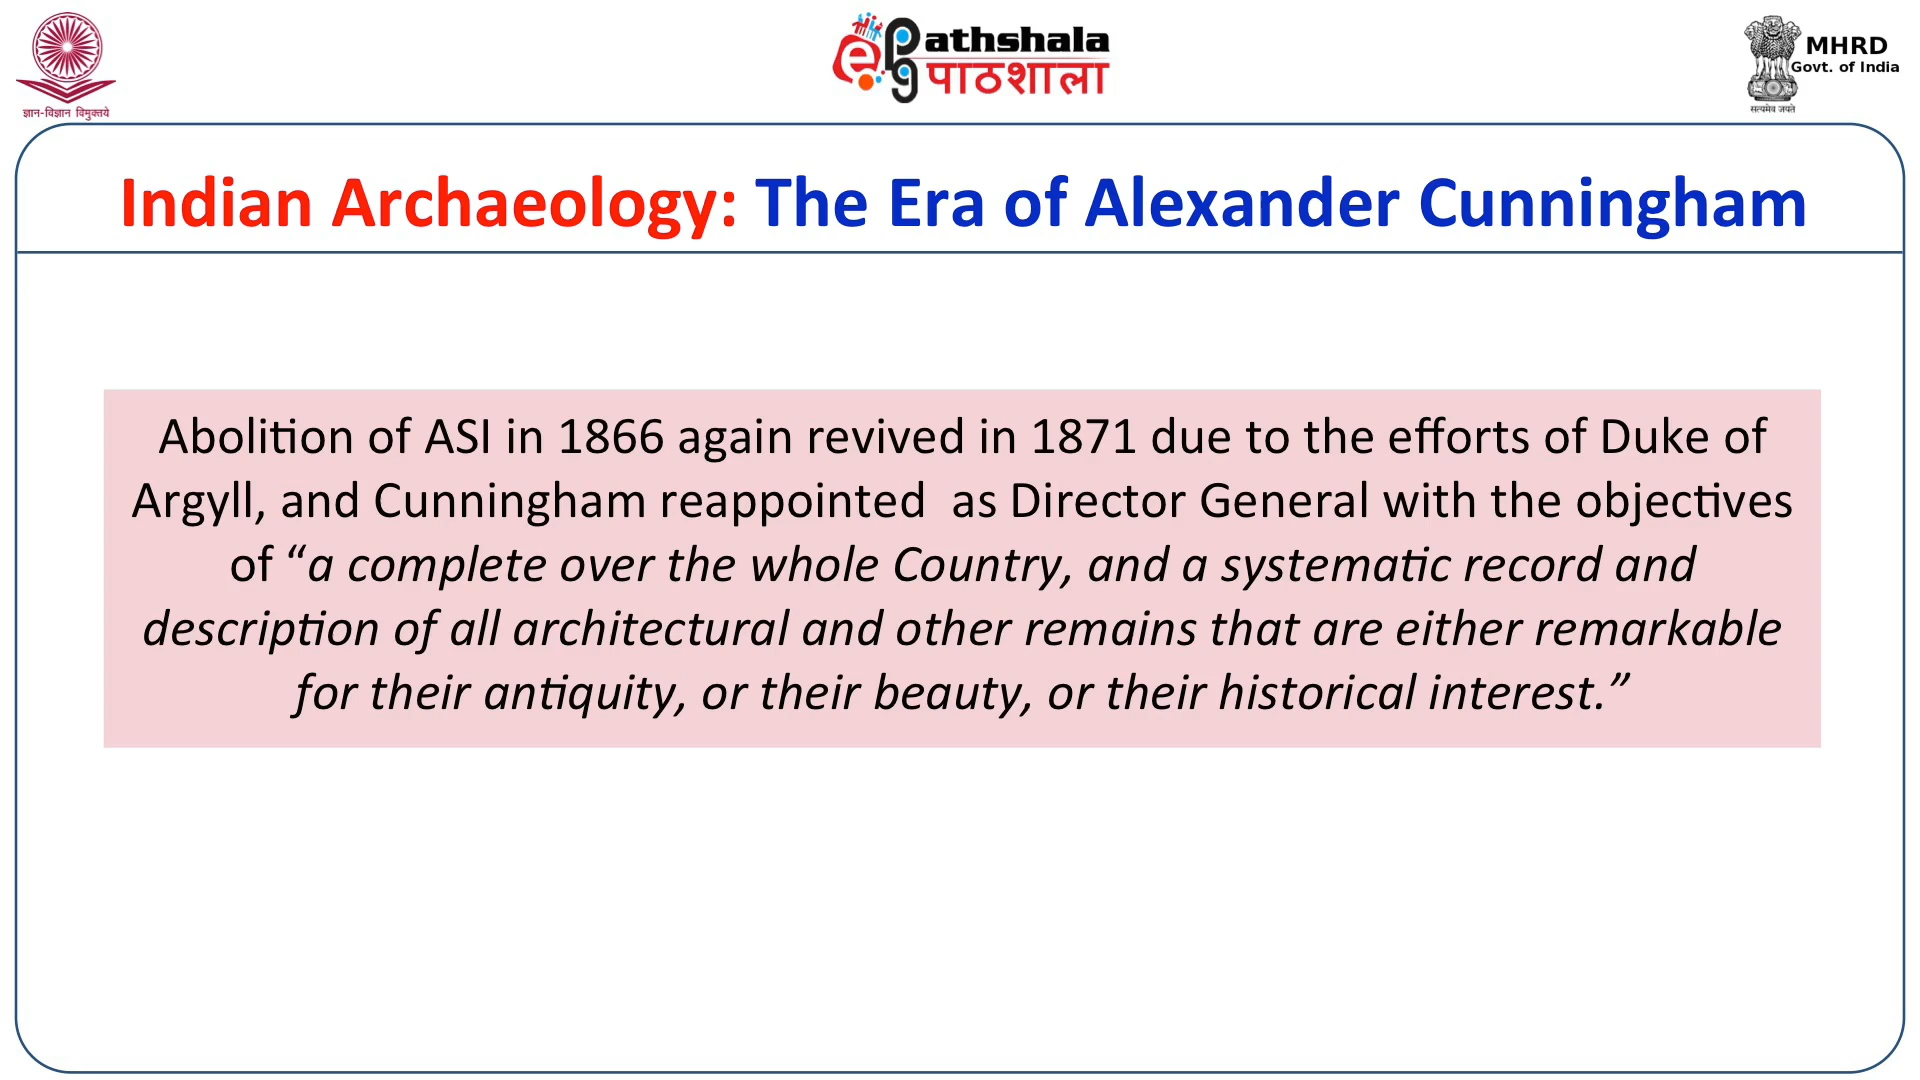 ज्ञान-विज्ञान विमुक्तये
e PG Pathshala
पाठशाला
MHRD
Govt. of India
सत्यमेव जयते
Indian Archaeology: The Era of Alexander Cunningham
Abolition of ASI in 1866 again revived in 1871 due to the efforts of Duke of
Argyll, and Cunningham reappointed  as Director General with the objectives
of “a complete over the whole Country, and a systematic record and
description of all architectural and other remains that are either remarkable
for their antiquity, or their beauty, or their historical interest.”